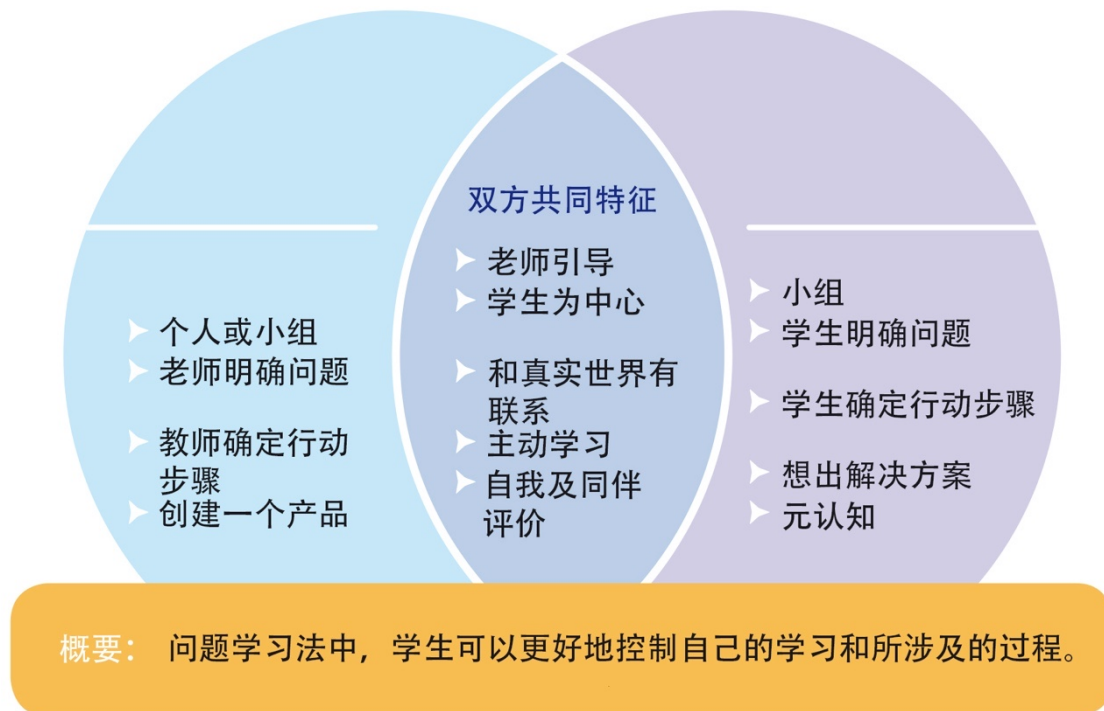 个人或小组
老师明确问题
教师确定行动
步骤
创建一个产品
双方共同特征
老师引导
学生为中心
和真实世界有
联系
主动学习
自我及同伴
评价
小组
学生明确问题
学生确定行动步骤
想出解决方案
元认知
概要： 问题学习法中，学生可以更好地控制自己的学习和所涉及的过程。